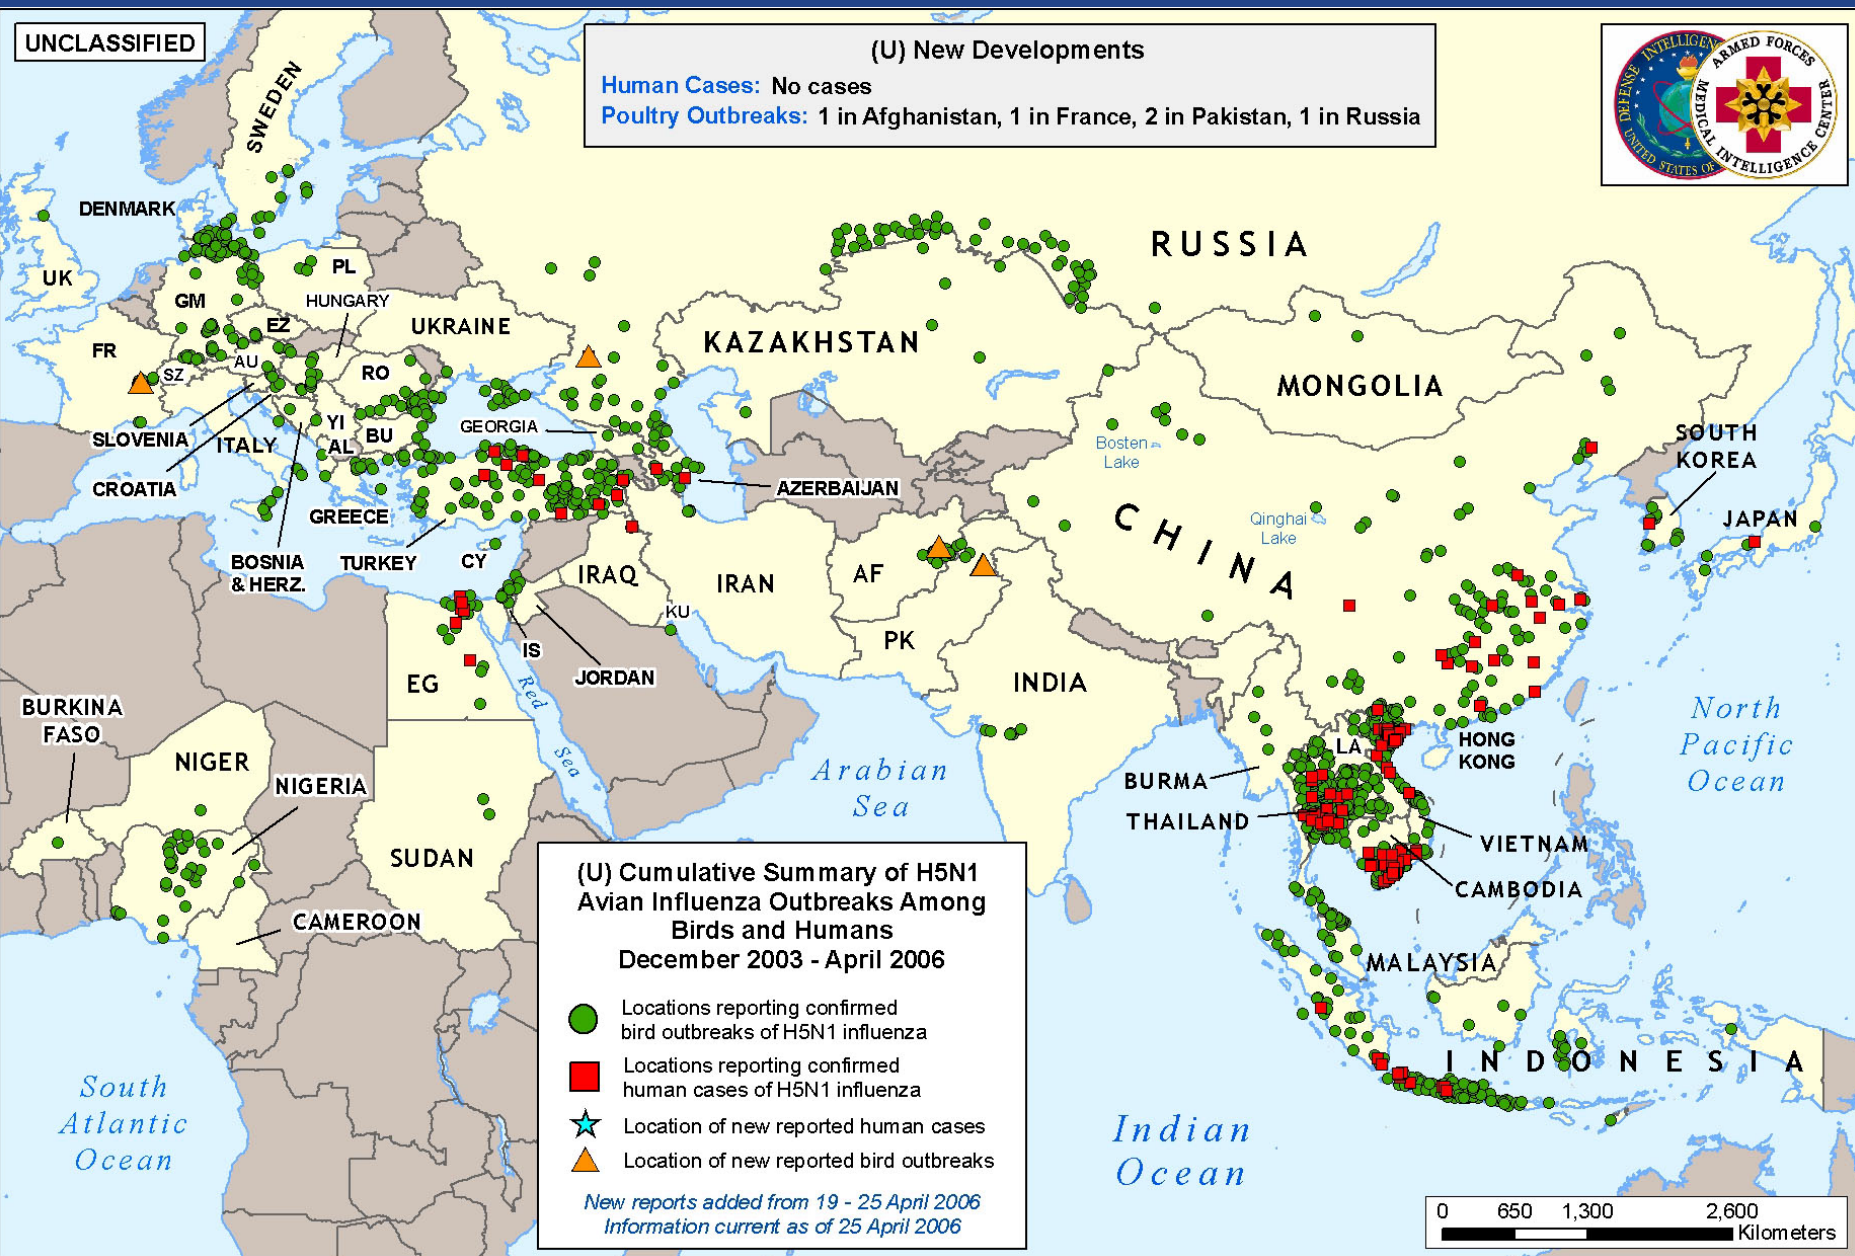 UNCLASSIFIED
(U) New Developments
Human Cases: No cases
Poultry Outbreaks: 1 in Afghanistan, 1 in France, 2 in Pakistan, 1 in Russia
DEFENSE INTELLIGEN
UNITED STATES OF
ARMED FORCES
MEDICAL INTELLIGENCE CENTER
SWEDEN
DENMARK
UK
PL
GM
HUNGARY
EZ
UKRAINE
FR
SZ
AU
RO
RUSSIA
KAZAKHSTAN
MONGOLIA
SLOVENIA
ITALY
YI
AL
BU
GEORGIA
CROATIA
GREECE
AZERBAIJAN
Bosten
Lake
SOUTH
KOREA
JAPAN
CHINA
Qinghai
Lake
BOSNIA
& HERZ.
TURKEY
CY
IRAQ
IRAN
AF
KU
PK
IS
JORDAN
EG
INDIA
Red
Sea
BURKINA
FASO
NIGER
NIGERIA
SUDAN
CAMEROON
Arabian
Sea
BURMA
THAILAND
LA
HONG
KONG
VIETNAM
CAMBODIA
MALAYSIA
INDONESIA
North
Pacific
Ocean
South
Atlantic
Ocean
Indian
Ocean
(U) Cumulative Summary of H5N1
Avian Influenza Outbreaks Among
Birds and Humans
December 2003 - April 2006
Locations reporting confirmed
bird outbreaks of H5N1 influenza
Locations reporting confirmed
human cases of H5N1 influenza
Location of new reported human cases
Location of new reported bird outbreaks
New reports added from 19 - 25 April 2006
Information current as of 25 April 2006
0 650 1,300 2,600
Kilometers